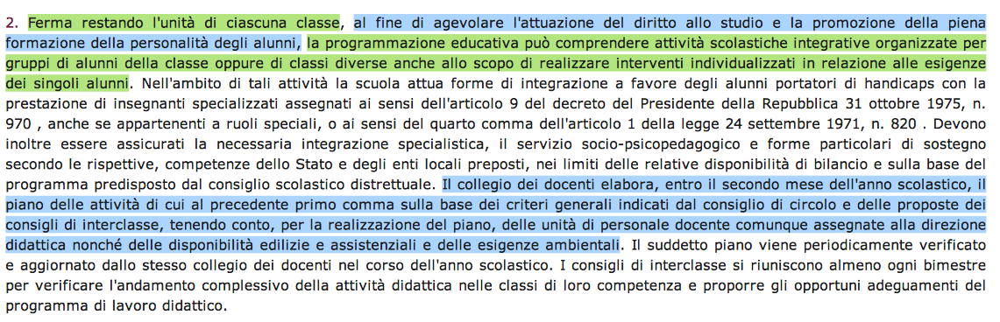 2. Ferma restando l'unità di ciascuna classe, al fine di agevolare l'attuazione del diritto allo studio e la promozione della piena
formazione della personalità degli alunni, la programmazione educativa può comprendere attività scolastiche integrative organizzate per
gruppi di alunni della classe oppure di classi diverse anche allo scopo di realizzare interventi individualizzati in relazione alle esigenze
dei singoli alunni. Nell'ambito di tali attività la scuola attua forme di integrazione a favore degli alunni portatori di handicaps con la
prestazione di insegnanti specializzati assegnati ai sensi dell'articolo 9 del decreto del Presidente della Repubblica 31 ottobre 1975, n.
970 , anche se appartenenti a ruoli speciali, o ai sensi del quarto comma dell'articolo 1 della legge 24 settembre 1971, n. 820 . Devono
inoltre essere assicurati la necessaria integrazione specialistica, il servizio socio-psicopedagogico e forme particolari di sostegno
secondo le rispettive, competenze dello Stato e degli enti locali preposti, nei limiti delle relative disponibilità di bilancio e sulla base del
programma predisposto dal consiglio scolastico distrettuale. Il collegio dei docenti elabora, entro il secondo mese dell'anno scolastico, il
piano delle attività di cui al precedente primo comma sulla base dei criteri generali indicati dal consiglio di circolo e delle proposte dei
consigli di interclasse, tenendo conto, per la realizzazione del piano, delle unità di personale docente comunque assegnate alla direzione
didattica nonché delle disponibilità edilizie e assistenziali e delle esigenze ambientali. Il suddetto piano viene periodicamente verificato
e aggiornato dallo stesso collegio dei docenti nel corso dell'anno scolastico. I consigli di interclasse si riuniscono almeno ogni bimestre
per verificare l'andamento complessivo della attività didattica nelle classi di loro competenza e proporre gli opportuni adeguamenti del
programma di lavoro didattico.